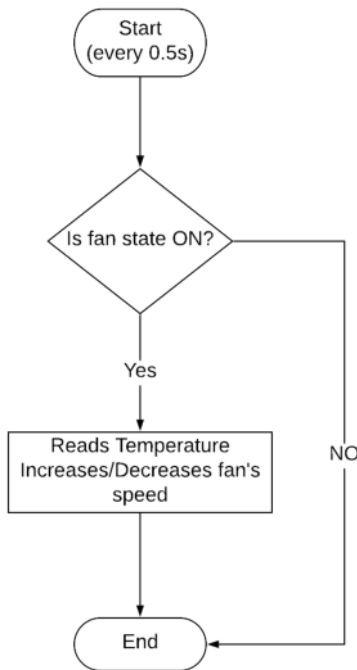 Start
(every 0.5s)
Is fan state ON?
Yes
Reads Temperature
Increases/Decreases fan's
speed
NO
End